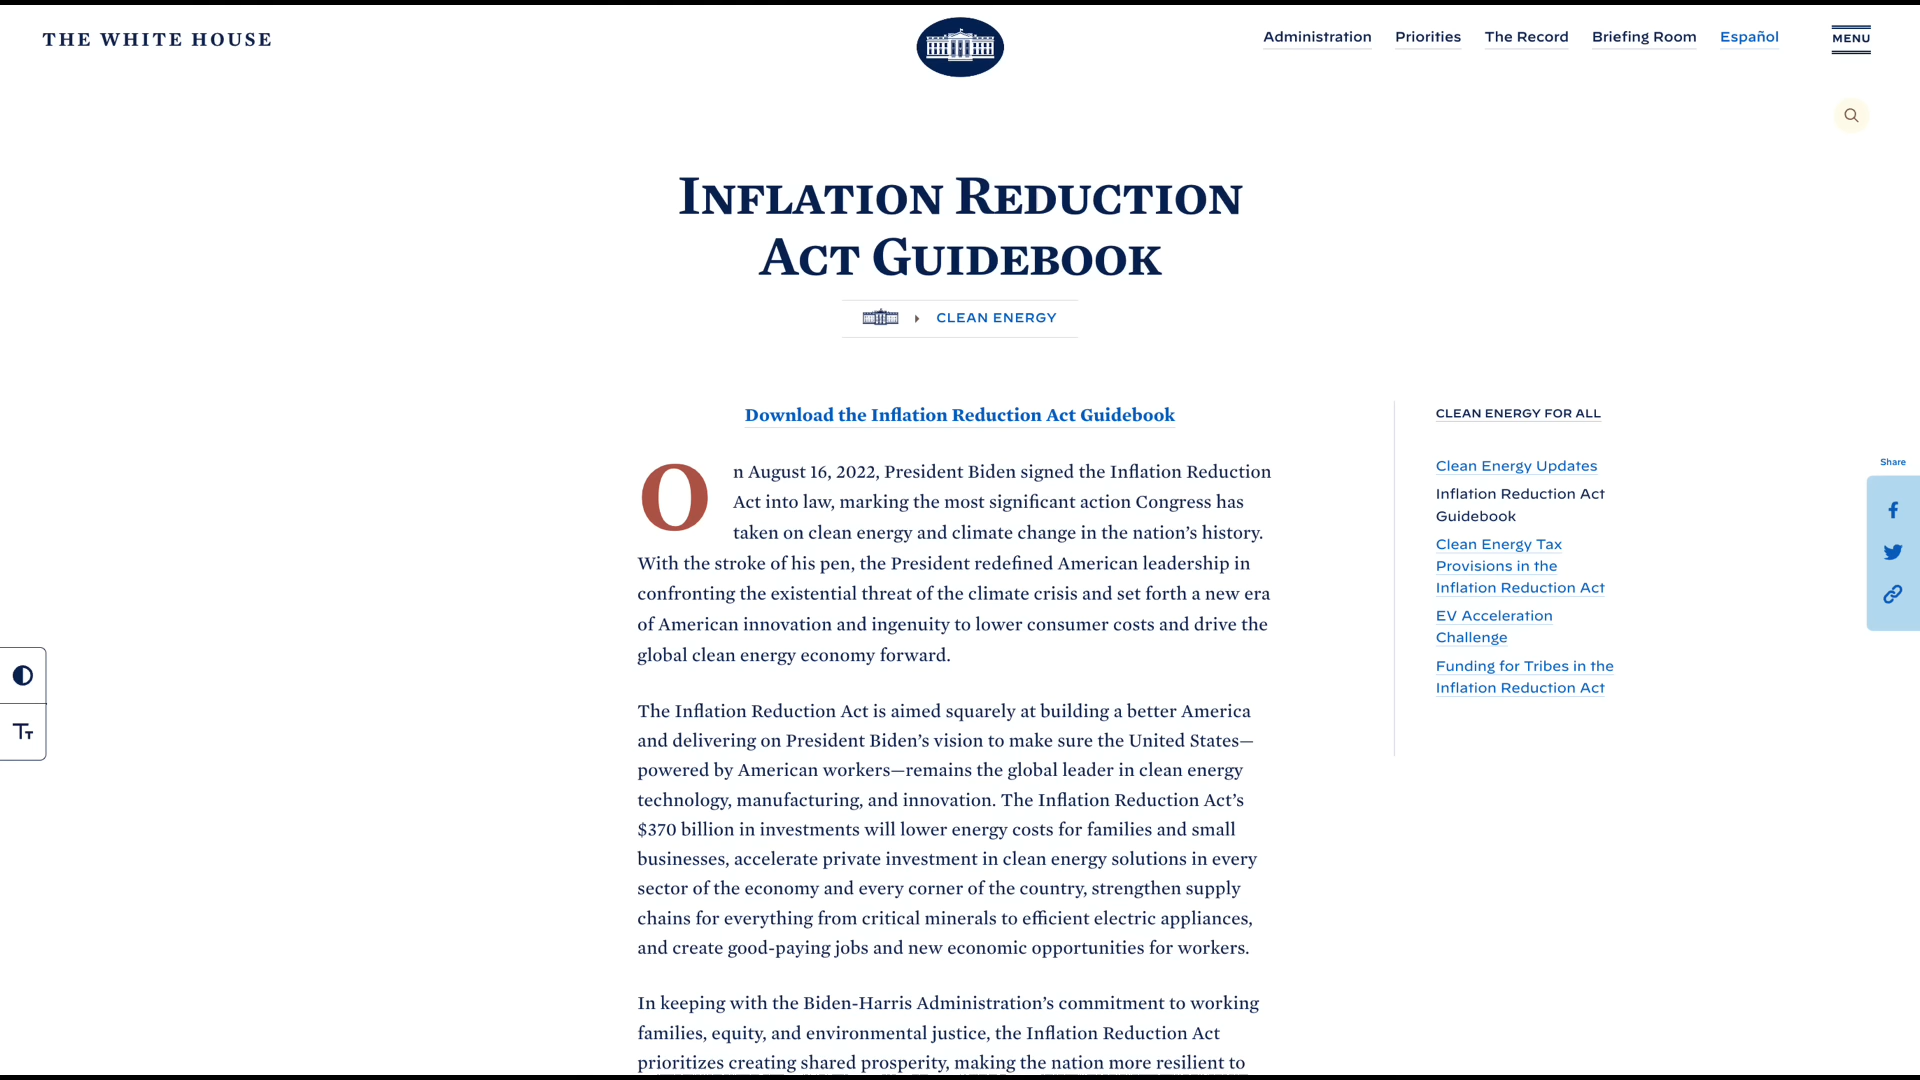 THE WHITE HOUSE
Administration Priorities The Record Briefing Room Español
MENU
INFLATION REDUCTION
ACT GUIDEBOOK
CLEAN ENERGY
Download the Inflation Reduction Act Guidebook
On August 16, 2022, President Biden signed the Inflation Reduction
Act into law, marking the most significant action Congress has
taken on clean energy and climate change in the nation’s history.
With the stroke of his pen, the President redefined American leadership in
confronting the existential threat of the climate crisis and set forth a new era
of American innovation and ingenuity to lower consumer costs and drive the
global clean energy economy forward.
The Inflation Reduction Act is aimed squarely at building a better America
and delivering on President Biden’s vision to make sure the United States—
powered by American workers—remains the global leader in clean energy
technology, manufacturing, and innovation. The Inflation Reduction Act’s
$370 billion in investments will lower energy costs for families and small
businesses, accelerate private investment in clean energy solutions in every
sector of the economy and every corner of the country, strengthen supply
chains for everything from critical minerals to efficient electric appliances,
and create good-paying jobs and new economic opportunities for workers.
In keeping with the Biden-Harris Administration’s commitment to working
families, equity, and environmental justice, the Inflation Reduction Act
prioritizes creating shared prosperity, making the nation more resilient to
CLEAN ENERGY FOR ALL
Clean Energy Updates
Inflation Reduction Act
Guidebook
Clean Energy Tax
Provisions in the
Inflation Reduction Act
EV Acceleration
Challenge
Funding for Tribes in the
Inflation Reduction Act
Share
Tт